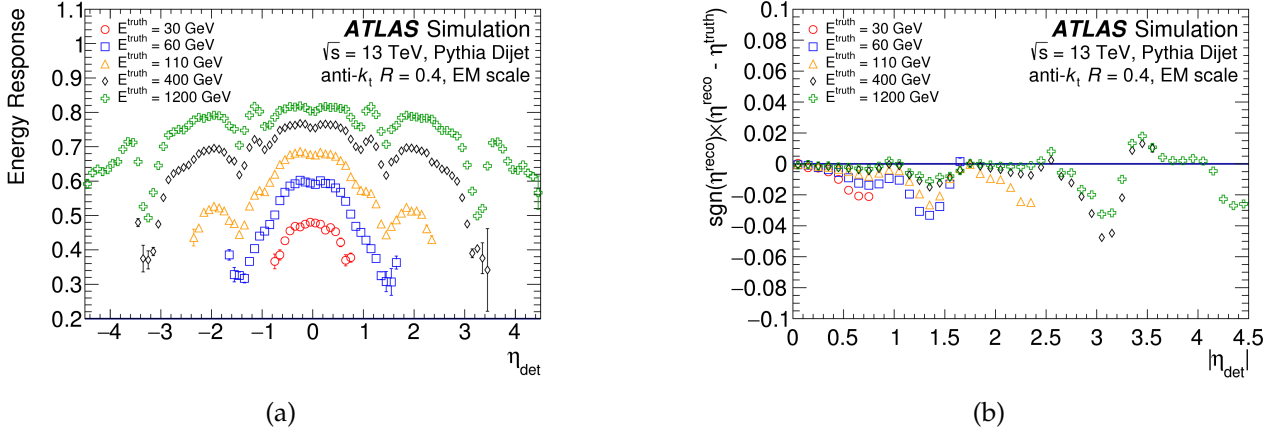 Energy Response
1.1
1
0.9
0.8
0.7
0.6
0.5
0.4
0.3
0.2
E^truth = 30 GeV
E^truth = 60 GeV
E^truth = 110 GeV
E^truth = 400 GeV
E^truth = 1200 GeV
ATLAS Simulation
√s = 13 TeV, Pythia Dijet
anti-k_t R = 0.4, EM scale
−4 −3 −2 −1 0 1 2 3 4
η_det
(a)
sgn(η^reco)×(η^reco - η^truth)
0.1
0.08
0.06
0.04
0.02
0
−0.02
−0.04
−0.06
−0.08
−0.1
E^truth = 30 GeV
E^truth = 60 GeV
E^truth = 110 GeV
E^truth = 400 GeV
E^truth = 1200 GeV
ATLAS Simulation
√s = 13 TeV, Pythia Dijet
anti-k_t R = 0.4, EM scale
0 0.5 1 1.5 2 2.5 3 3.5 4 4.5
|η_det|
(b)